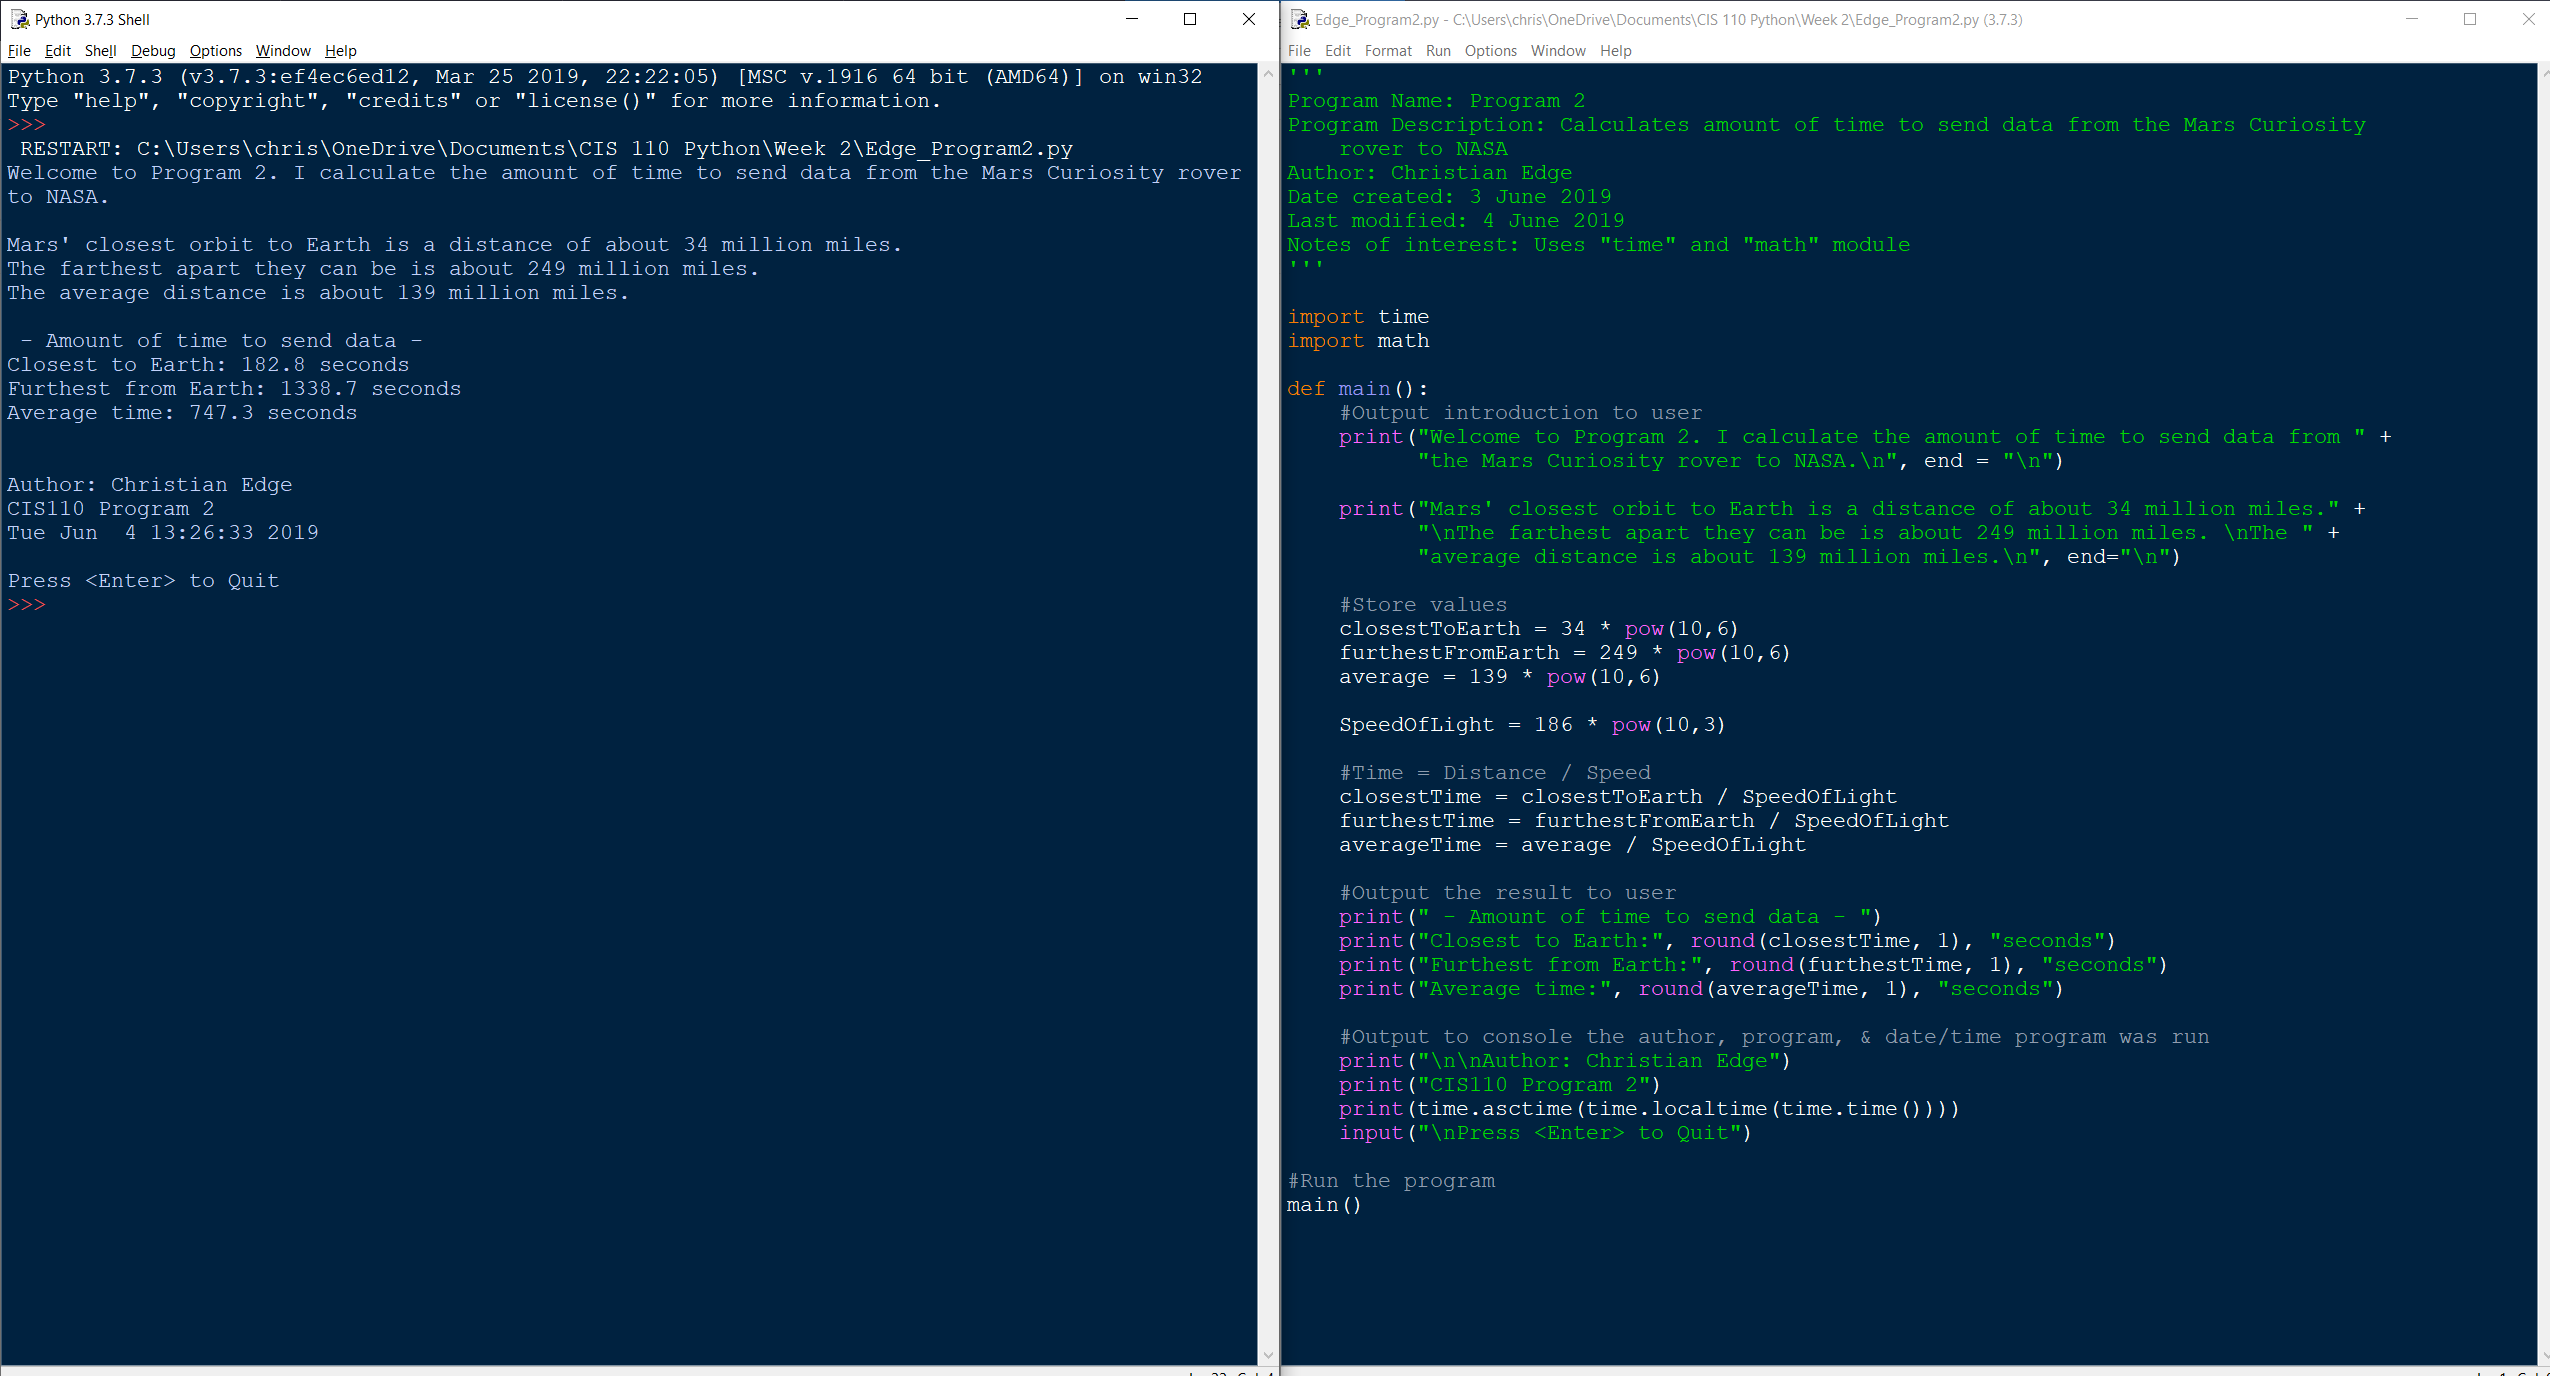 Python 3.7.3 Shell
File Edit Shell Debug Options Window Help
Python 3.7.3 (v3.7.3:ef4ec6ed12, Mar 25 2019, 22:22:05) [MSC v.1916 64 bit (AMD64)] on win32
Type "help", "copyright", "credits" or "license()" for more information.
>>>
 RESTART: C:\Users\chris\OneDrive\Documents\CIS 110 Python\Week 2\Edge_Program2.py
Welcome to Program 2. I calculate the amount of time to send data from the Mars Curiosity rover
to NASA.

Mars' closest orbit to Earth is a distance of about 34 million miles.
The farthest apart they can be is about 249 million miles.
The average distance is about 139 million miles.

 - Amount of time to send data -
Closest to Earth: 182.8 seconds
Furthest from Earth: 1338.7 seconds
Average time: 747.3 seconds


Author: Christian Edge
CIS110 Program 2
Tue Jun  4 13:26:33 2019

Press <Enter> to Quit
>>>
Edge_Program2.py - C:\Users\chris\OneDrive\Documents\CIS 110 Python\Week 2\Edge_Program2.py (3.7.3)
File Edit Format Run Options Window Help
'''
Program Name: Program 2
Program Description: Calculates amount of time to send data from the Mars Curiosity
    rover to NASA
Author: Christian Edge
Date created: 3 June 2019
Last modified: 4 June 2019
Notes of interest: Uses "time" and "math" module
'''

import time
import math

def main():
    #Output introduction to user
    print("Welcome to Program 2. I calculate the amount of time to send data from " +
          "the Mars Curiosity rover to NASA.\n", end = "\n")

    print("Mars' closest orbit to Earth is a distance of about 34 million miles." +
          "\nThe farthest apart they can be is about 249 million miles. \nThe " +
          "average distance is about 139 million miles.\n", end="\n")

    #Store values
    closestToEarth = 34 * pow(10,6)
    furthestFromEarth = 249 * pow(10,6)
    average = 139 * pow(10,6)

    SpeedOfLight = 186 * pow(10,3)

    #Time = Distance / Speed
    closestTime = closestToEarth / SpeedOfLight
    furthestTime = furthestFromEarth / SpeedOfLight
    averageTime = average / SpeedOfLight

    #Output the result to user
    print(" - Amount of time to send data - ")
    print("Closest to Earth:", round(closestTime, 1), "seconds")
    print("Furthest from Earth:", round(furthestTime, 1), "seconds")
    print("Average time:", round(averageTime, 1), "seconds")

    #Output to console the author, program, & date/time program was run
    print("\n\nAuthor: Christian Edge")
    print("CIS110 Program 2")
    print(time.asctime(time.localtime(time.time())))
    input("\nPress <Enter> to Quit")

#Run the program
main()